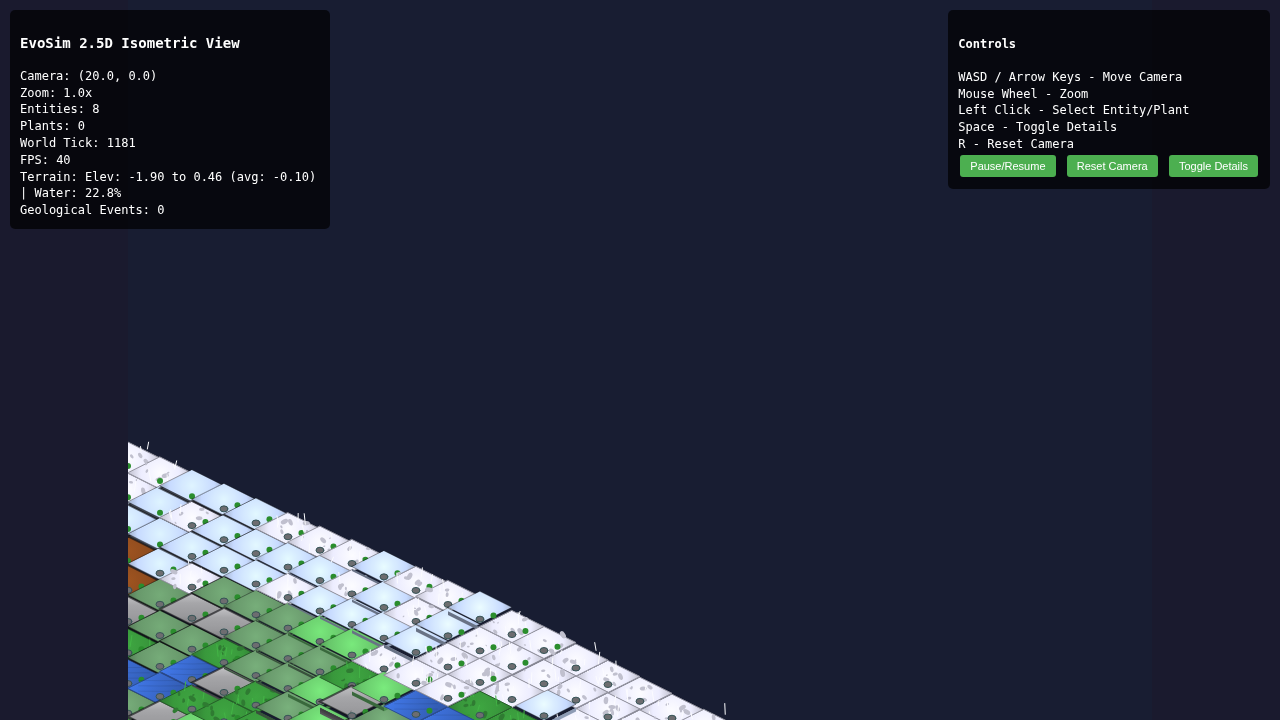 EvoSim 2.5D Isometric View
Camera: (20.0, 0.0)
Zoom: 1.0x
Entities: 8
Plants: 0
World Tick: 1181
FPS: 40
Terrain: Elev: -1.90 to 0.46 (avg: -0.10)
| Water: 22.8%
Geological Events: 0
Controls
WASD / Arrow Keys - Move Camera
Mouse Wheel - Zoom
Left Click - Select Entity/Plant
Space - Toggle Details
R - Reset Camera
Pause/Resume Reset Camera Toggle Details